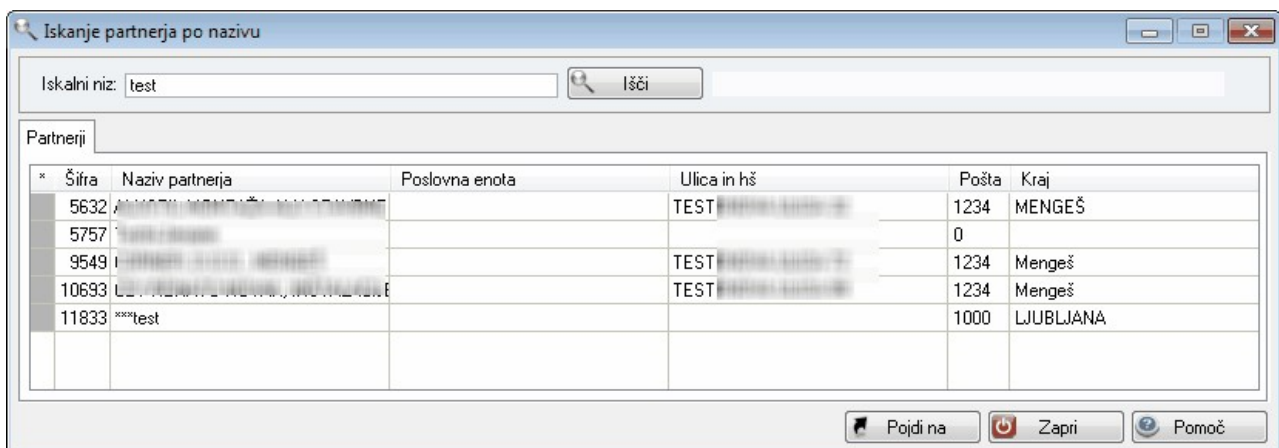 Iskanje partnerja po nazivu
Iskalni niz: test Išči
Partnerji
* Šifra Naziv partnerja Poslovna enota Ulica in hš Pošta Kraj
5632 TEST 1234 MENGEŠ
5757 0
9549 TEST 1234 Mengeš
10693 TEST 1234 Mengeš
11833 ***test 1000 LJUBLJANA
Pojdi na Zapri Pomoč